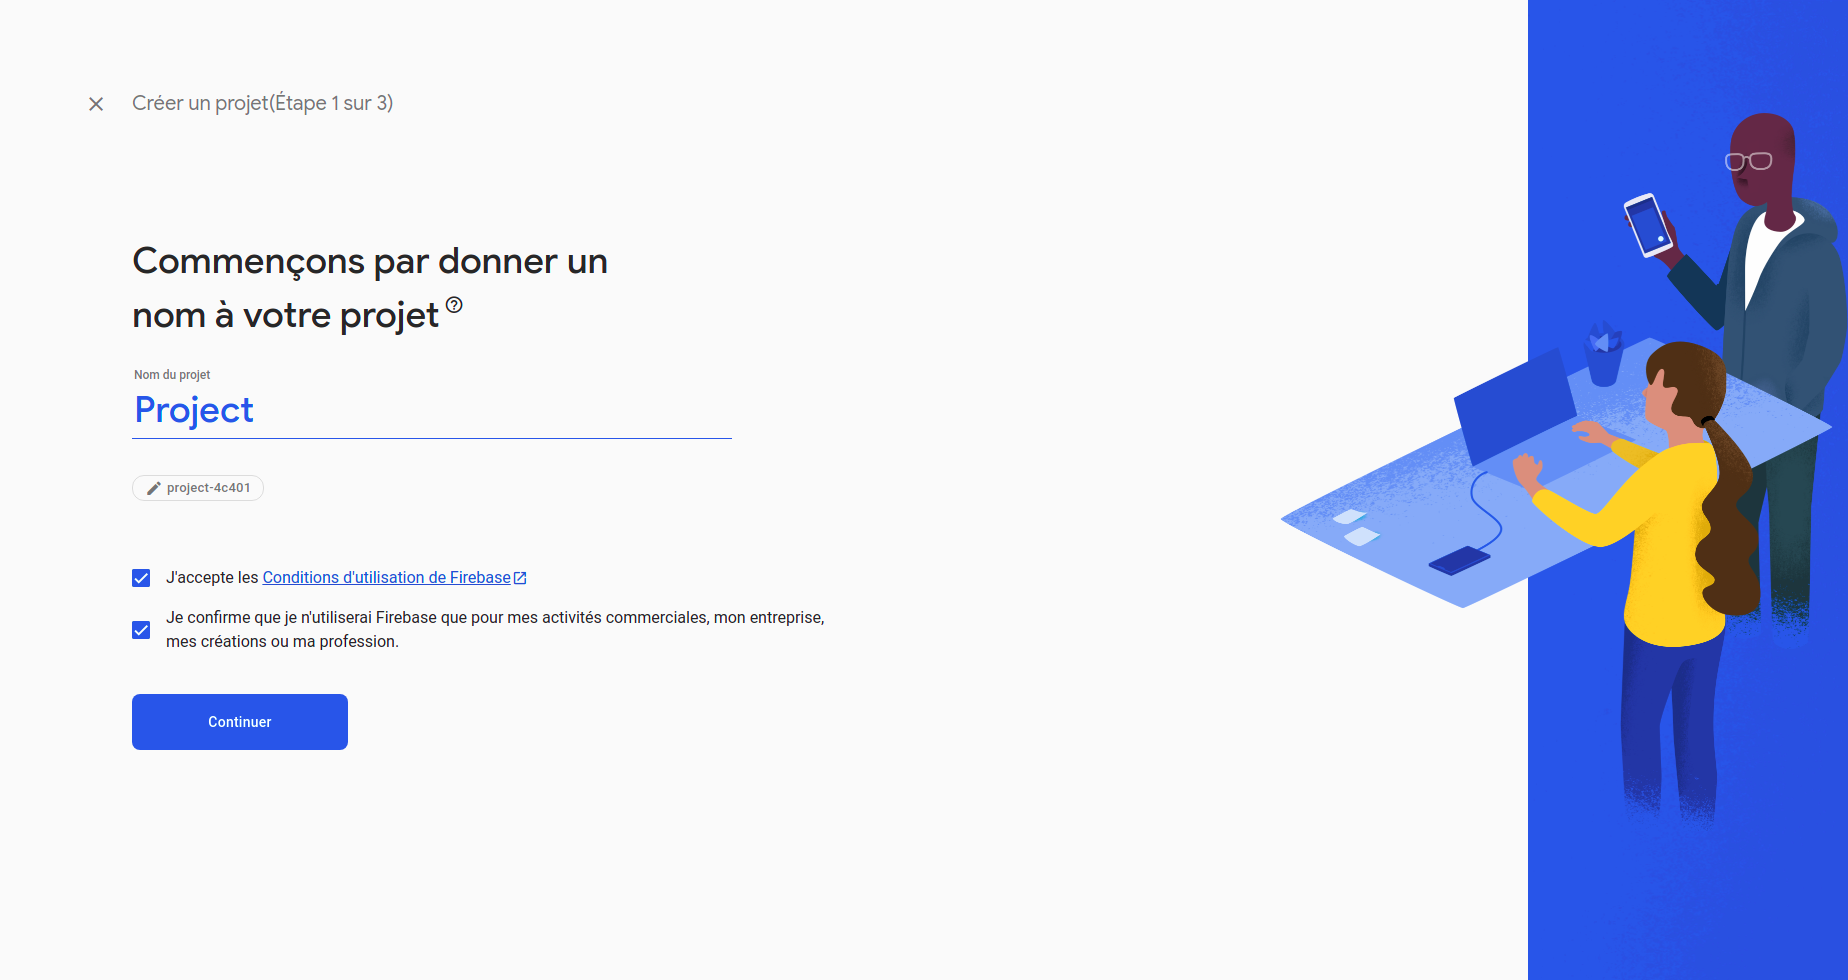 Créer un projet(Étape 1 sur 3)
Commençons par donner un
nom à votre projet
Nom du projet
Project
project-4c401
J'accepte les Conditions d'utilisation de Firebase
Je confirme que je n'utiliserai Firebase que pour mes activités commerciales, mon entreprise,
mes créations ou ma profession.
Continuer